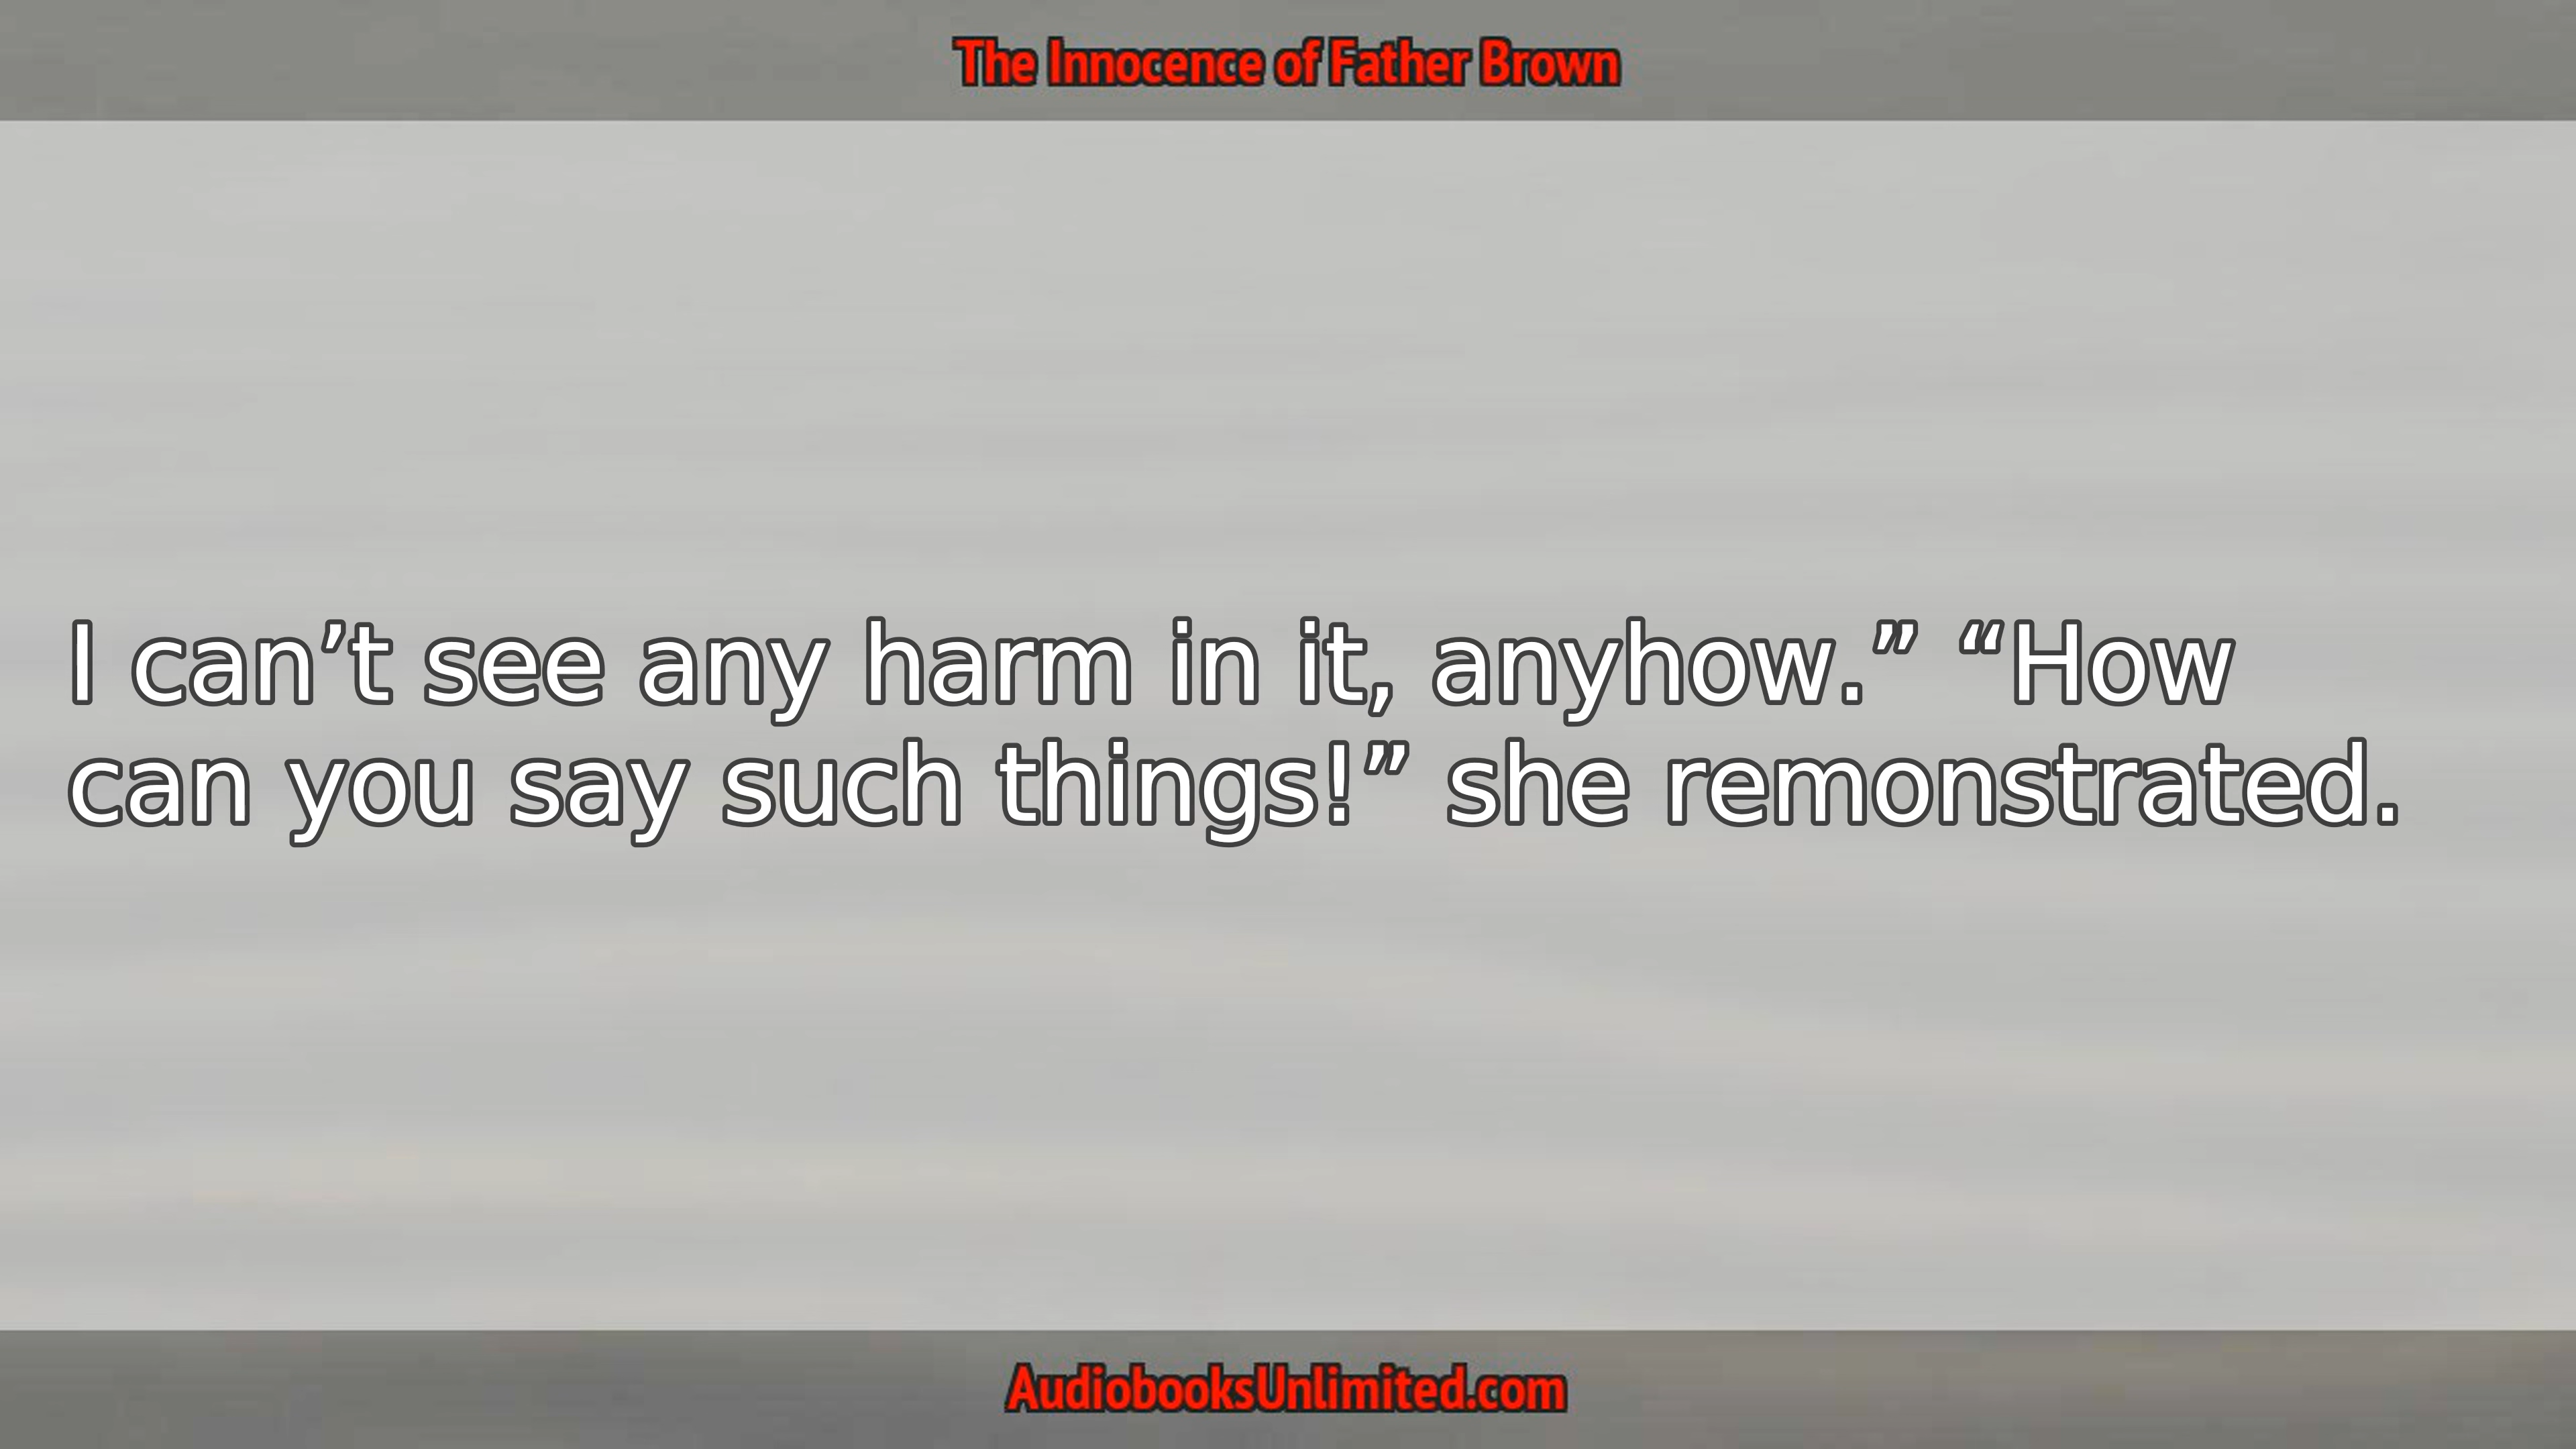 The Innocence of Father Brown
I can’t see any harm in it, anyhow.” “How
can you say such things!” she remonstrated.
AudiobooksUnlimited.com